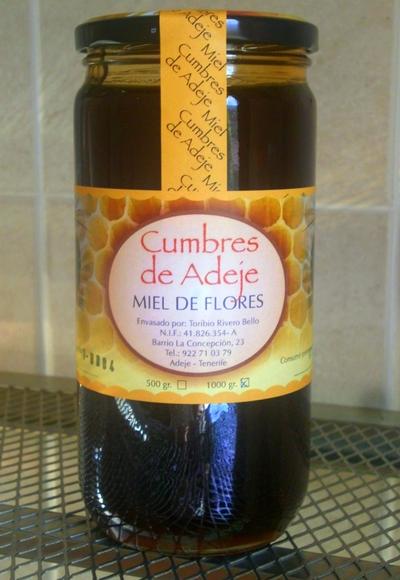 Cumbres de Adeje Miel
Cumbres de Adeje Miel
Cumbres
de Adeje
MIEL DE FLORES
Envasado por: Toribio Rivero Bello
N.I.F.: 41.826.354- A
Barrio La Concepción, 23
Tel.: 922 71 03 79
Adeje - Tenerife
500 gr.
1000 gr.